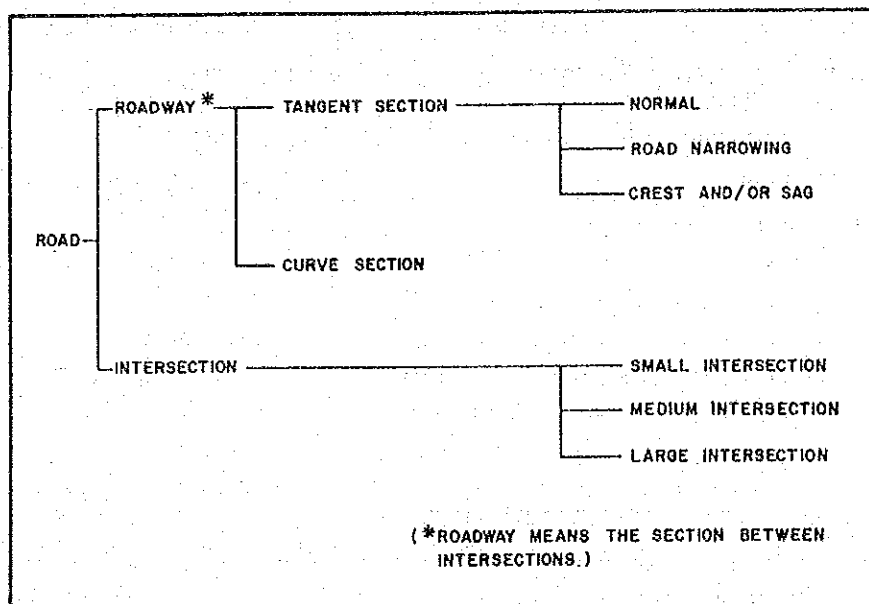 ROADWAY * TANGENT SECTION NORMAL
ROAD NARROWING
CREST AND/OR SAG
ROAD
CURVE SECTION
INTERSECTION SMALL INTERSECTION
MEDIUM INTERSECTION
LARGE INTERSECTION
(*ROADWAY MEANS THE SECTION BETWEEN
INTERSECTIONS.)